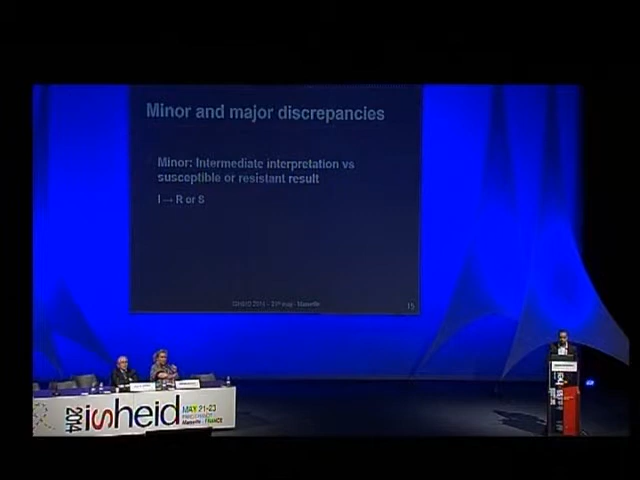 Minor and major discrepancies
Minor: Intermediate interpretation vs
susceptible or resistant result
I → R or S
15
2014
isheid
MAY 21-23
FRANCE